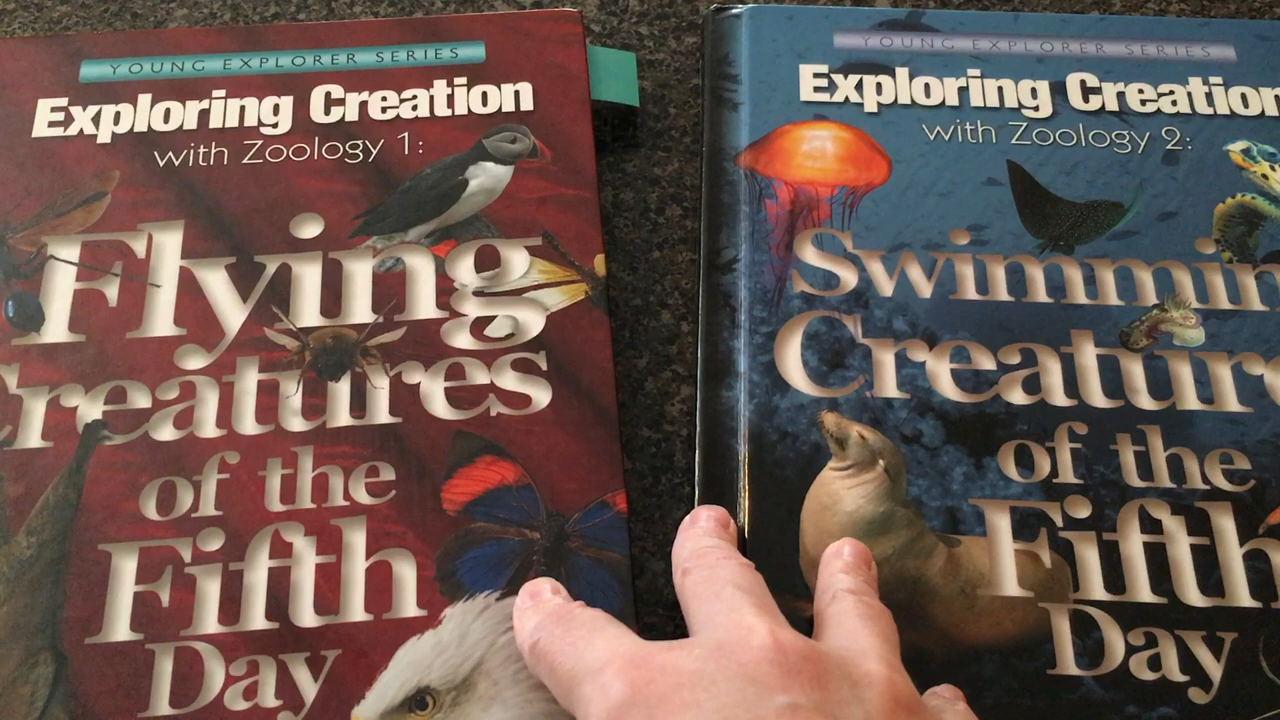 YOUNG EXPLORER SERIES
Exploring Creation
with Zoology 1:
Flying
Creatures
of the
Fifth
Day
YOUNG EXPLORER SERIES
Exploring Creation
with Zoology 2:
Swimmin
Creature
of the
Fifth
Day